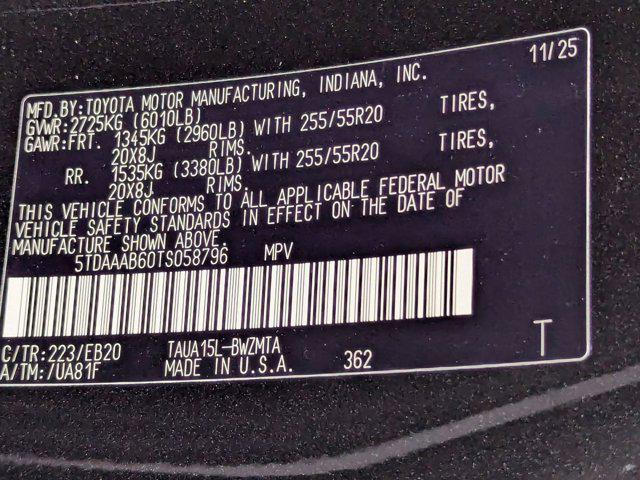 11/25
MFD.BY:TOYOTA MOTOR MANUFACTURING, INDIANA, INC.
GVWR:2725KG (6010LB)
GAWR:FRT. 1345KG (2960LB) WITH 255/55R20 TIRES,
20X8J RIMS.
RR. 1535KG (3380LB) WITH 255/55R20 TIRES,
20X8J RIMS.
THIS VEHICLE CONFORMS TO ALL APPLICABLE FEDERAL MOTOR
VEHICLE SAFETY STANDARDS IN EFFECT ON THE DATE OF
MANUFACTURE SHOWN ABOVE.
5TDAAAB60TS058796 MPV
C/TR:223/EB20 TAUA15L-BWZMTA
A/TM:/UA81F MADE IN U.S.A. 362 T